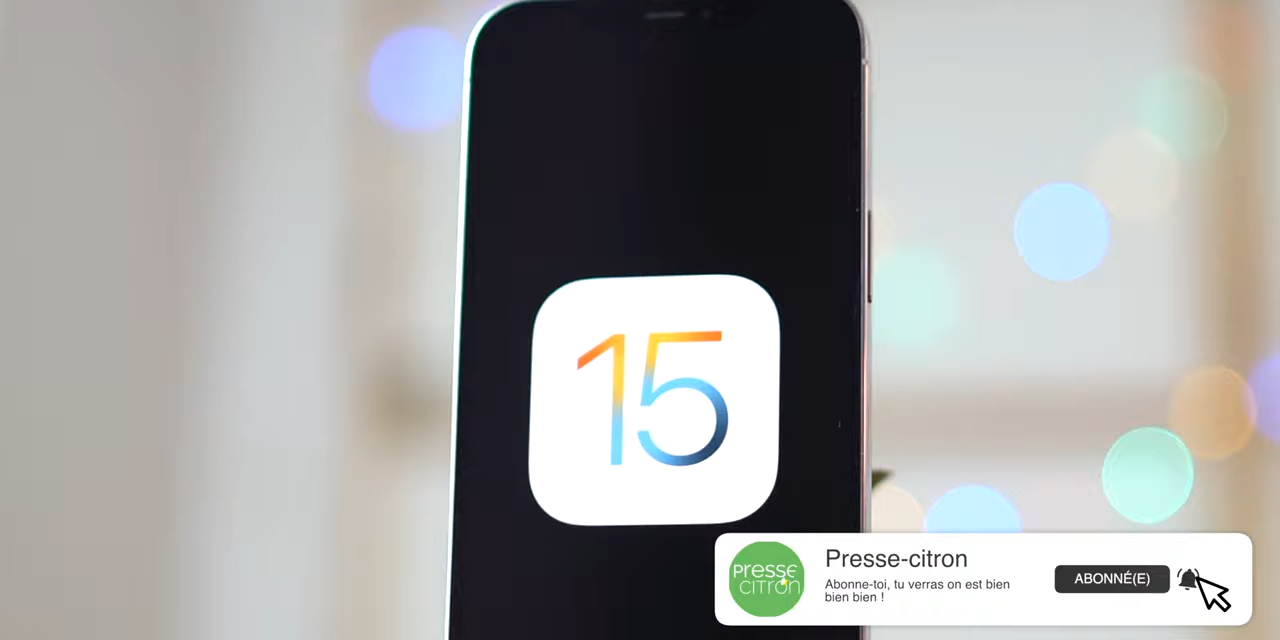 15
Presse-citron
Abonne-toi, tu verras on est bien
bien bien !
ABONNÉ(E)
presse
citron